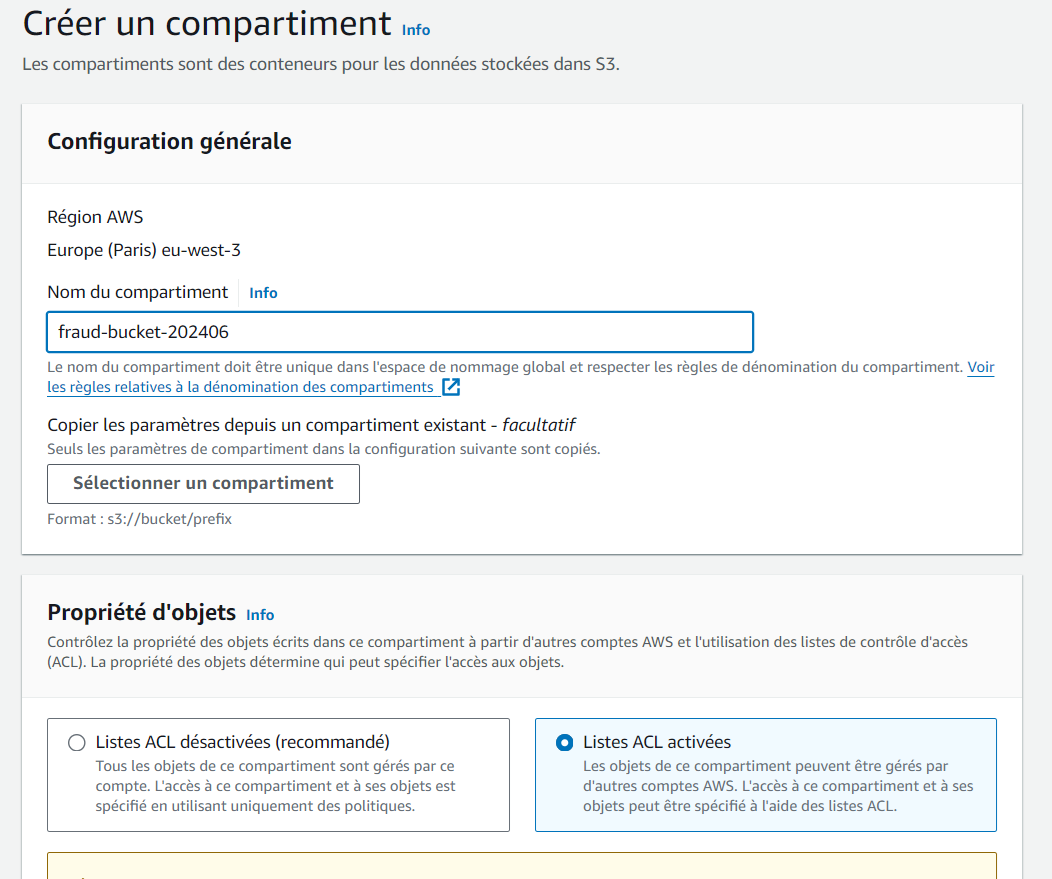 Créer un compartiment Info
Les compartiments sont des conteneurs pour les données stockées dans S3.
Configuration générale
Région AWS
Europe (Paris) eu-west-3
Nom du compartiment Info
fraud-bucket-202406
Le nom du compartiment doit être unique dans l'espace de nommage global et respecter les règles de dénomination du compartiment. Voir
les règles relatives à la dénomination des compartiments
Copier les paramètres depuis un compartiment existant - facultatif
Seuls les paramètres de compartiment dans la configuration suivante sont copiés.
Sélectionner un compartiment
Format : s3://bucket/prefix
Propriété d'objets Info
Contrôlez la propriété des objets écrits dans ce compartiment à partir d'autres comptes AWS et l'utilisation des listes de contrôle d'accès
(ACL). La propriété des objets détermine qui peut spécifier l'accès aux objets.
Listes ACL désactivées (recommandé)
Tous les objets de ce compartiment sont gérés par ce
compte. L'accès à ce compartiment et à ses objets est
spécifié en utilisant uniquement des politiques.
Listes ACL activées
Les objets de ce compartiment peuvent être gérés par
d'autres comptes AWS. L'accès à ce compartiment et à ses
objets peut être spécifié à l'aide des listes ACL.